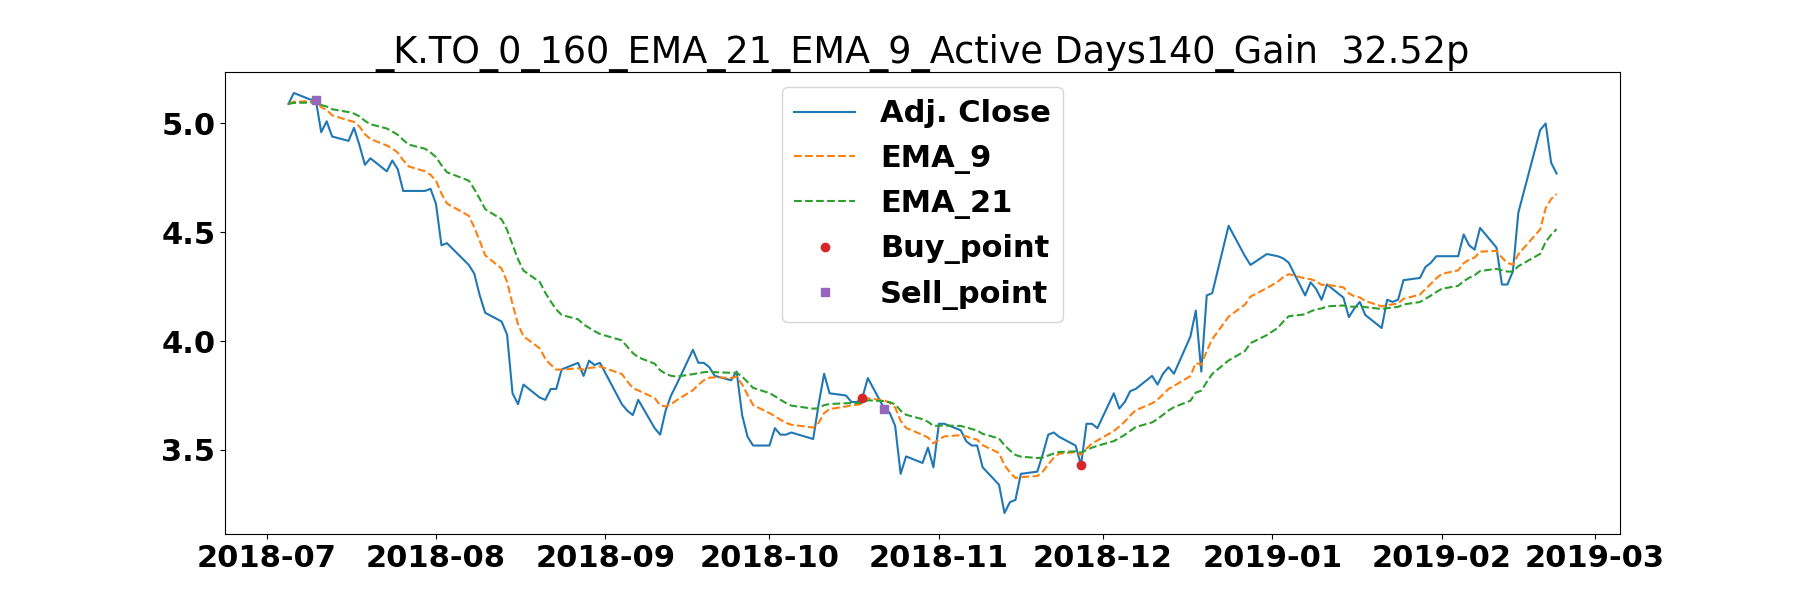 _K.TO_0_160_EMA_21_EMA_9_Active Days140_Gain  32.52p
Adj. Close
EMA_9
EMA_21
Buy_point
Sell_point
5.0
4.5
4.0
3.5
2018-07 2018-08 2018-09 2018-10 2018-11 2018-12 2019-01 2019-02 2019-03